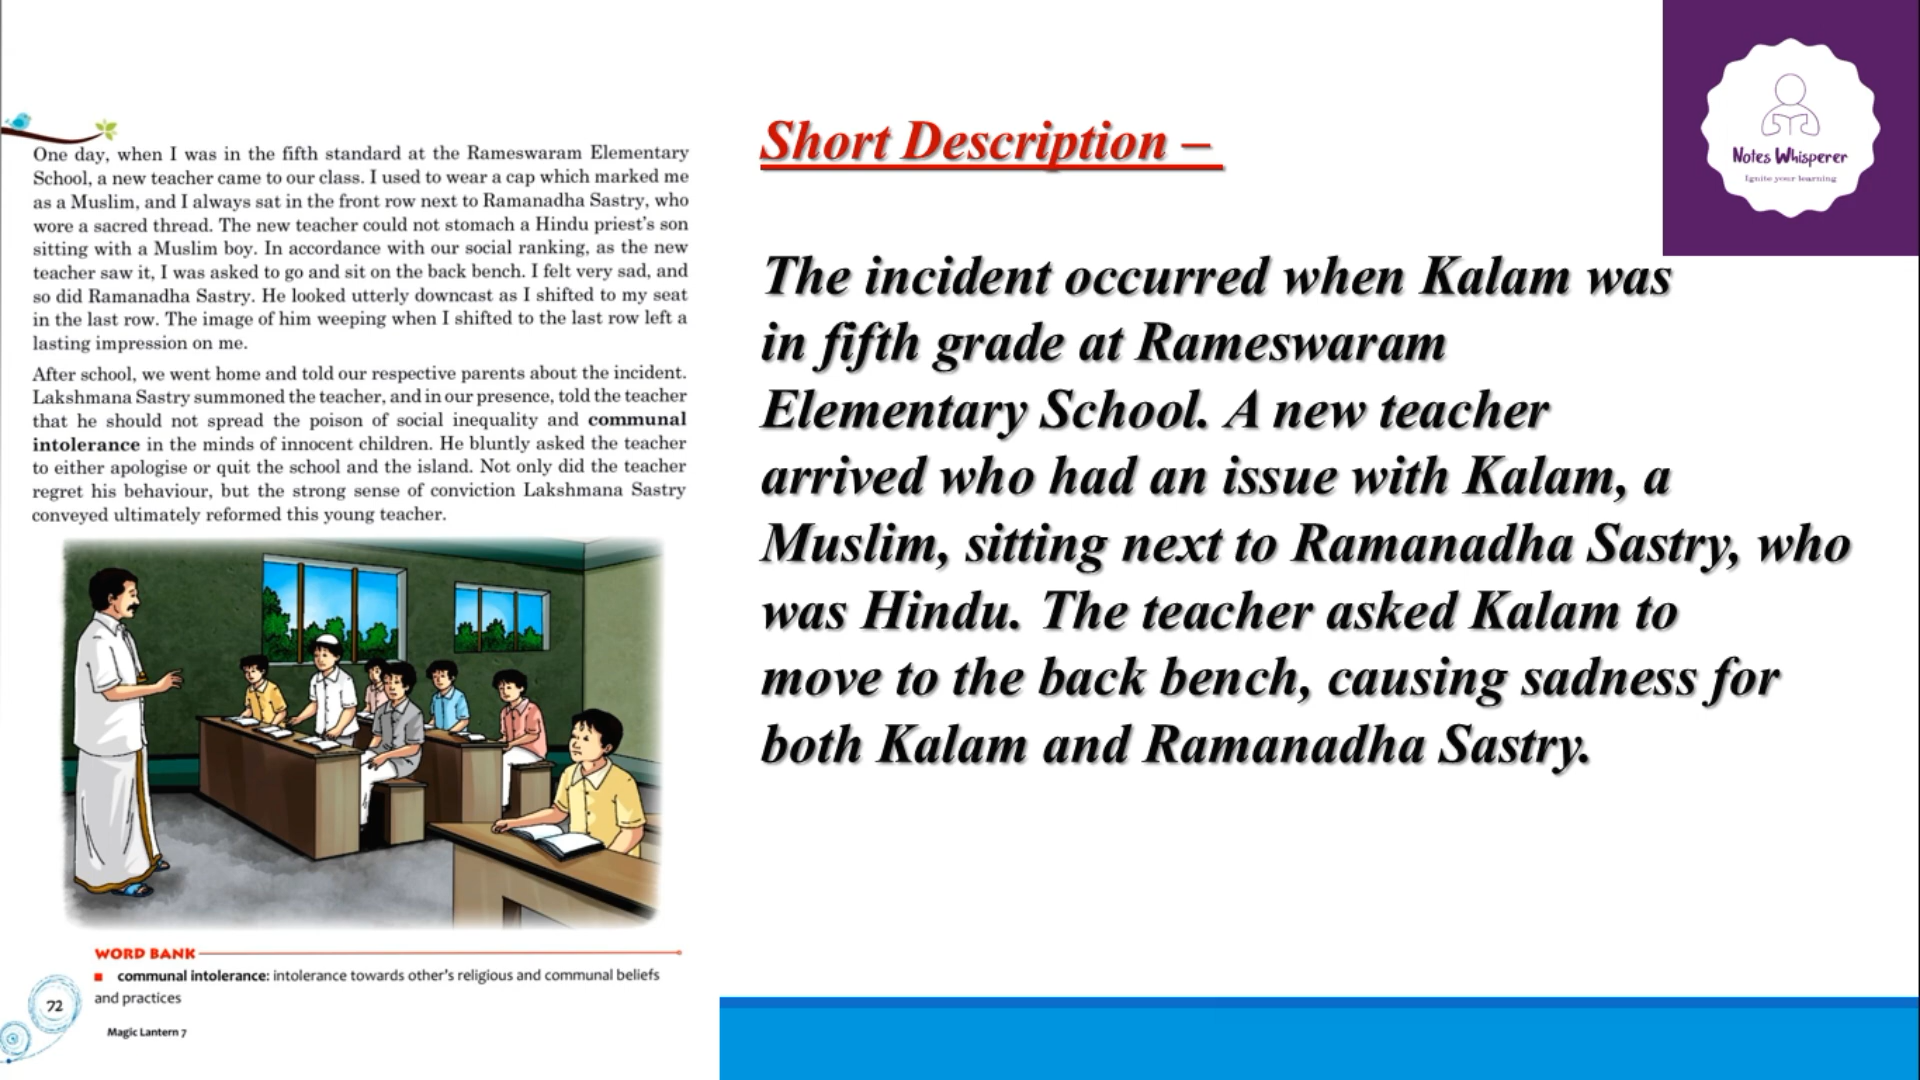 One day, when I was in the fifth standard at the Rameswaram Elementary
School, a new teacher came to our class. I used to wear a cap which marked me
as a Muslim, and I always sat in the front row next to Ramanadha Sastry, who
wore a sacred thread. The new teacher could not stomach a Hindu priest's son
sitting with a Muslim boy. In accordance with our social ranking, as the new
teacher saw it, I was asked to go and sit on the back bench. I felt very sad, and
so did Ramanadha Sastry. He looked utterly downcast as I shifted to my seat
in the last row. The image of him weeping when I shifted to the last row left a
lasting impression on me.
After school, we went home and told our respective parents about the incident.
Lakshmana Sastry summoned the teacher, and in our presence, told the teacher
that he should not spread the poison of social inequality and communal
intolerance in the minds of innocent children. He bluntly asked the teacher
to either apologise or quit the school and the island. Not only did the teacher
regret his behaviour, but the strong sense of conviction Lakshmana Sastry
conveyed ultimately reformed this young teacher.
WORD BANK
communal intolerance: intolerance towards other's religious and communal beliefs
and practices
72
Magic Lantern 7
Short Description –
The incident occurred when Kalam was
in fifth grade at Rameswaram
Elementary School. A new teacher
arrived who had an issue with Kalam, a
Muslim, sitting next to Ramanadha Sastry, who
was Hindu. The teacher asked Kalam to
move to the back bench, causing sadness for
both Kalam and Ramanadha Sastry.
Notes Whisperer
Ignite your learning